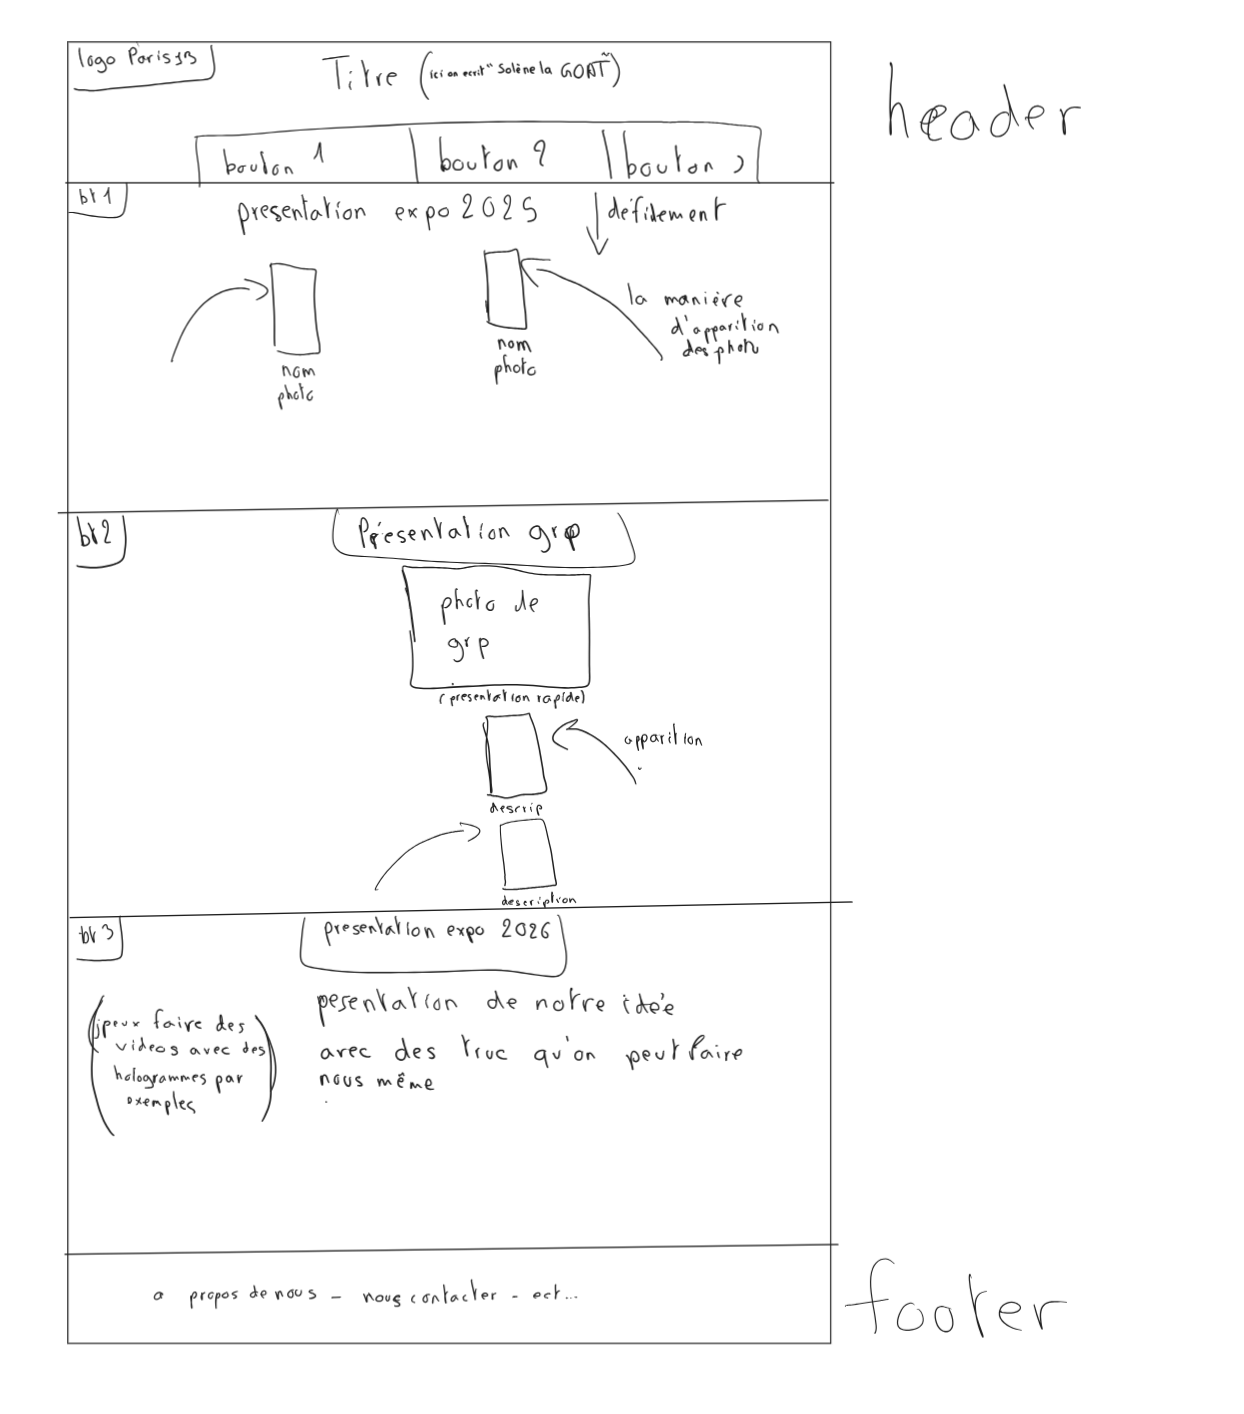 logo Paris 13
Titre (ici on ecrit "Solène la GOAT")
header
bouton 1
bouton 2
bouton 3
bt 1
presentation expo 2025
défilement
la manière
d'apparition
des photo
nom
photo
nom
photo
bt2
Présentation grp
photo de
grp
(presentation rapide)
apparition
descrip
description
bt 3
presentation expo 2026
pesentation de notre idée
avec des truc qu'on peut faire
nous même
(jpeux faire des
videos avec des
hologrammes par
exemples)
a propos de nous - nous contacter - ect...
footer